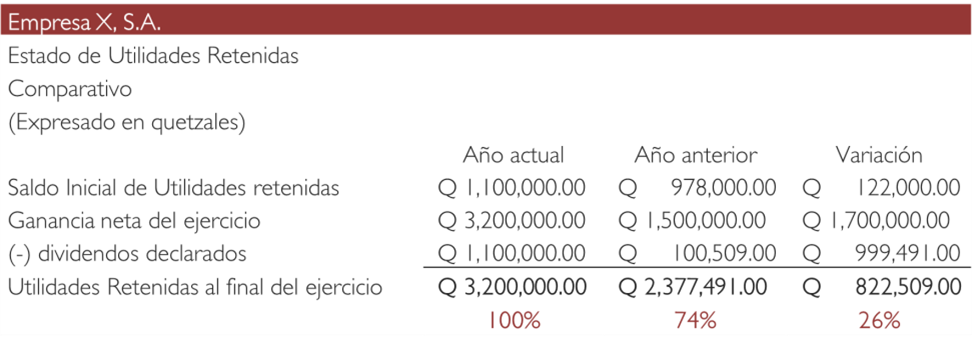 Empresa X, S.A.
Estado de Utilidades Retenidas
Comparativo
(Expresado en quetzales)
Año actual Año anterior Variación
Saldo Inicial de Utilidades retenidas Q 1,100,000.00 Q 978,000.00 Q 122,000.00
Ganancia neta del ejercicio Q 3,200,000.00 Q 1,500,000.00 Q 1,700,000.00
(-) dividendos declarados Q 1,100,000.00 Q 100,509.00 Q 999,491.00
Utilidades Retenidas al final del ejercicio Q 3,200,000.00 Q 2,377,491.00 Q 822,509.00
100% 74% 26%